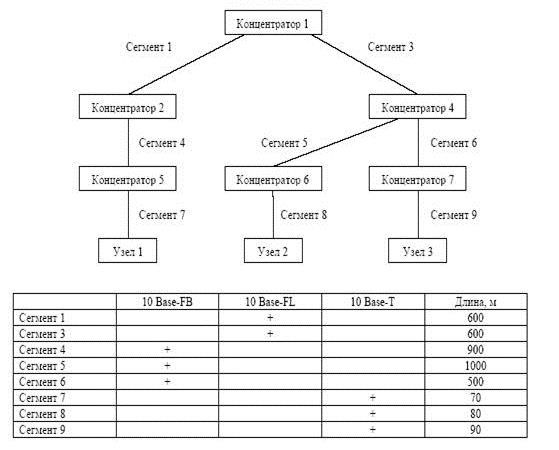 Концентратор 1
Сегмент 1
Сегмент 3
Концентратор 2
Концентратор 4
Сегмент 4
Сегмент 5
Сегмент 6
Концентратор 5
Концентратор 6
Концентратор 7
Сегмент 7
Сегмент 8
Сегмент 9
Узел 1
Узел 2
Узел 3
10 Base-FB 10 Base-FL 10 Base-T Длина, м
Сегмент 1 + 600
Сегмент 3 + 600
Сегмент 4 + 900
Сегмент 5 + 1000
Сегмент 6 + 500
Сегмент 7 + 70
Сегмент 8 + 80
Сегмент 9 + 90